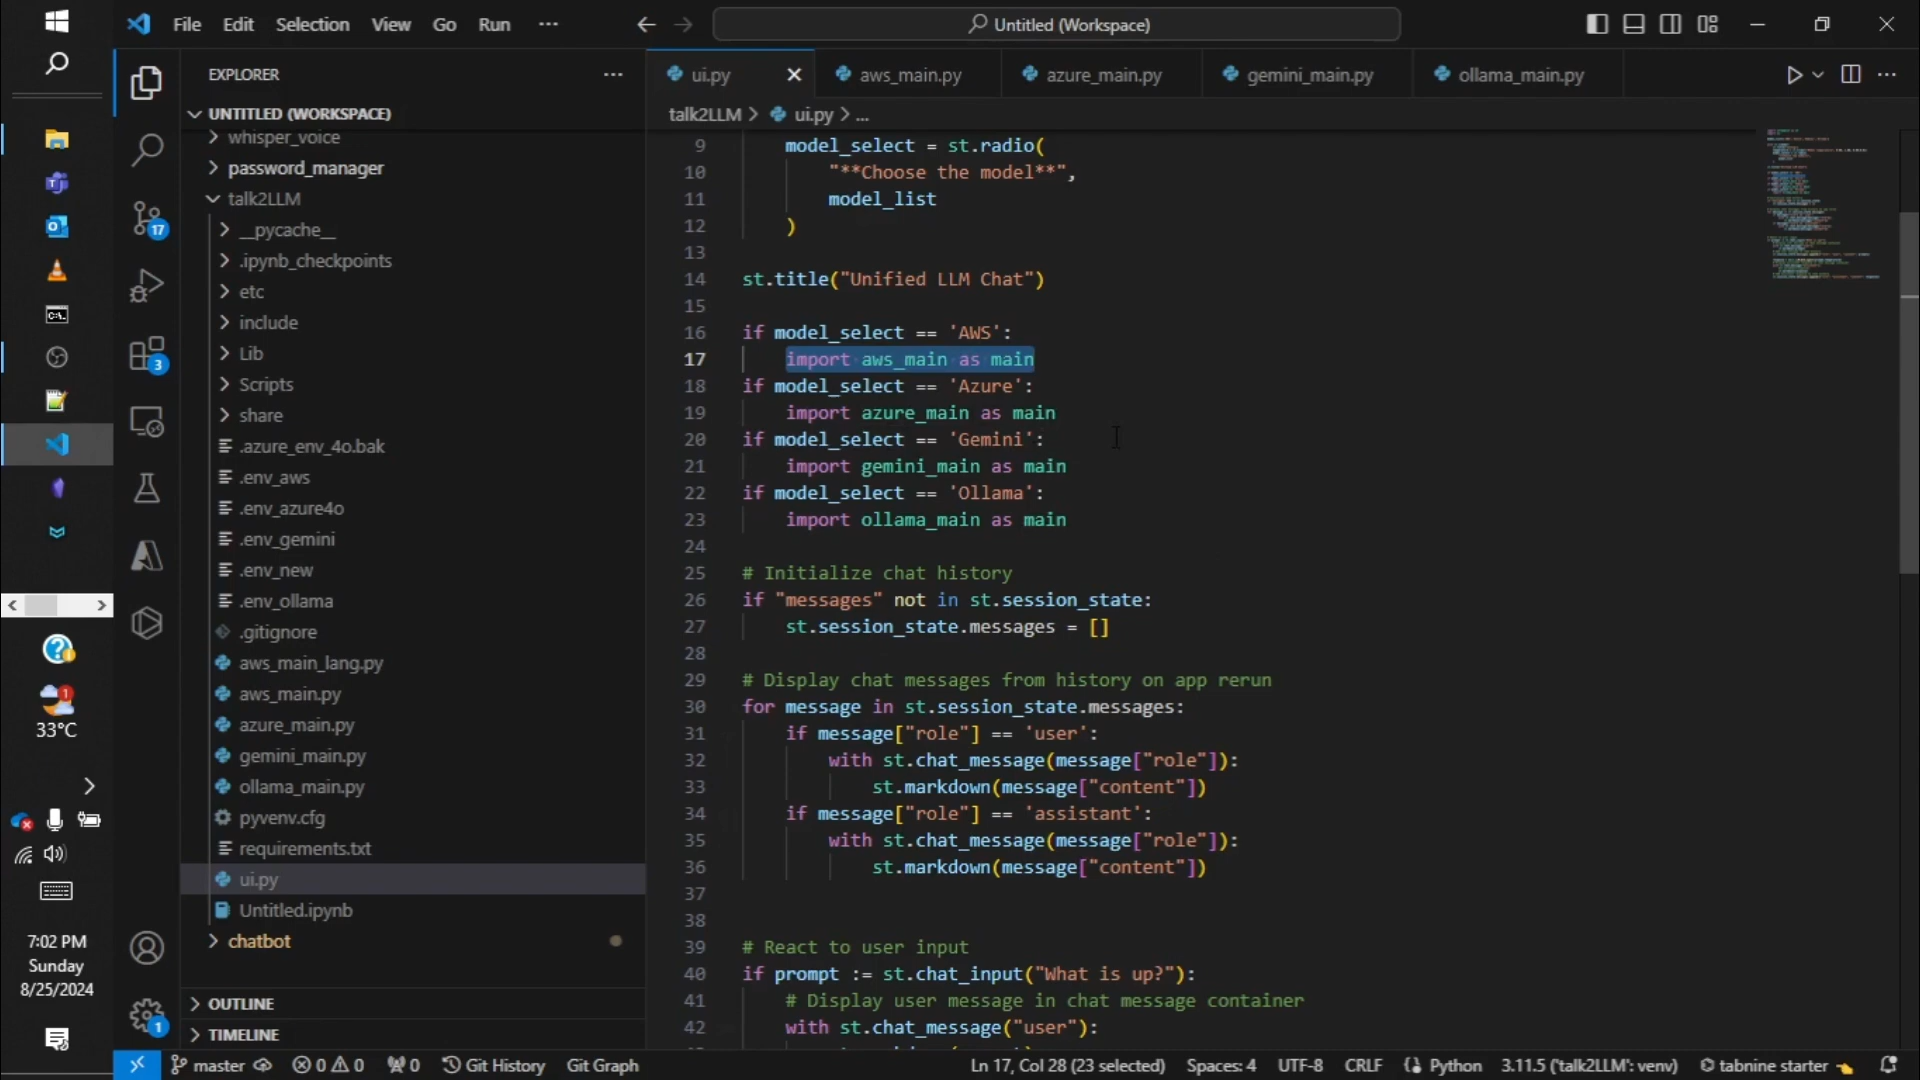 File Edit Selection View Go Run ···
Untitled (Workspace)
EXPLORER
ui.py
aws_main.py
azure_main.py
gemini_main.py
ollama_main.py
UNTITLED (WORKSPACE)
talk2LLM > ui.py > ...
whisper_voice
password_manager
talk2LLM
__pycache__
.ipynb_checkpoints
etc
include
Lib
Scripts
share
.azure_env_4o.bak
.env_aws
.env_azure4o
.env_gemini
.env_new
.env_ollama
.gitignore
aws_main_lang.py
aws_main.py
azure_main.py
gemini_main.py
ollama_main.py
pyvenv.cfg
requirements.txt
ui.py
Untitled.ipynb
chatbot
OUTLINE
TIMELINE
9 model_select = st.radio(
10 "**Choose the model**",
11 model_list
12 )
13
14 st.title("Unified LLM Chat")
15
16 if model_select == 'AWS':
17 import aws_main as main
18 if model_select == 'Azure':
19 import azure_main as main
20 if model_select == 'Gemini':
21 import gemini_main as main
22 if model_select == 'Ollama':
23 import ollama_main as main
24
25 # Initialize chat history
26 if "messages" not in st.session_state:
27 st.session_state.messages = []
28
29 # Display chat messages from history on app rerun
30 for message in st.session_state.messages:
31 if message["role"] == 'user':
32 with st.chat_message(message["role"]):
33 st.markdown(message["content"])
34 if message["role"] == 'assistant':
35 with st.chat_message(message["role"]):
36 st.markdown(message["content"])
37
38
39 # React to user input
40 if prompt := st.chat_input("What is up?"):
41 # Display user message in chat message container
42 with st.chat_message("user"):
17
3
1
1
33°C
7:02 PM
Sunday
8/25/2024
master
0 0
0
Git History
Git Graph
Ln 17, Col 28 (23 selected)
Spaces: 4
UTF-8
CRLF
Python
3.11.5 ('talk2LLM': venv)
tabnine starter